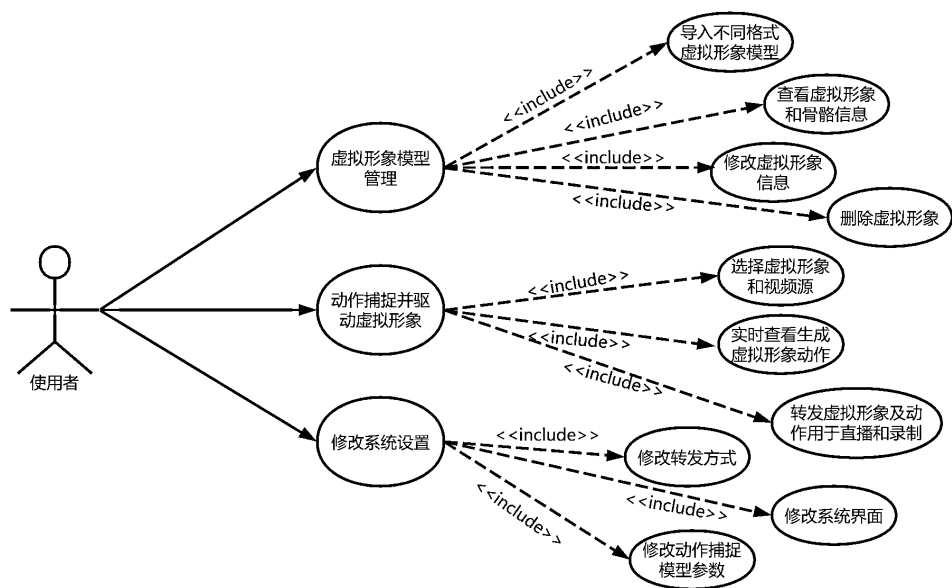 导入不同格式
虚拟形象模型
<<include>>
查看虚拟形象
和骨骼信息
<<include>>
虚拟形象模型
管理
<<include>>
修改虚拟形象
信息
<<include>>
删除虚拟形象
使用者
动作捕捉并驱
动虚拟形象
<<include>>
选择虚拟形象
和视频源
<<include>>
实时查看生成
虚拟形象动作
<<include>>
转发虚拟形象及动
作用于直播和录制
修改系统设置
<<include>>
修改转发方式
<<include>>
修改系统界面
<<include>>
修改动作捕捉
模型参数